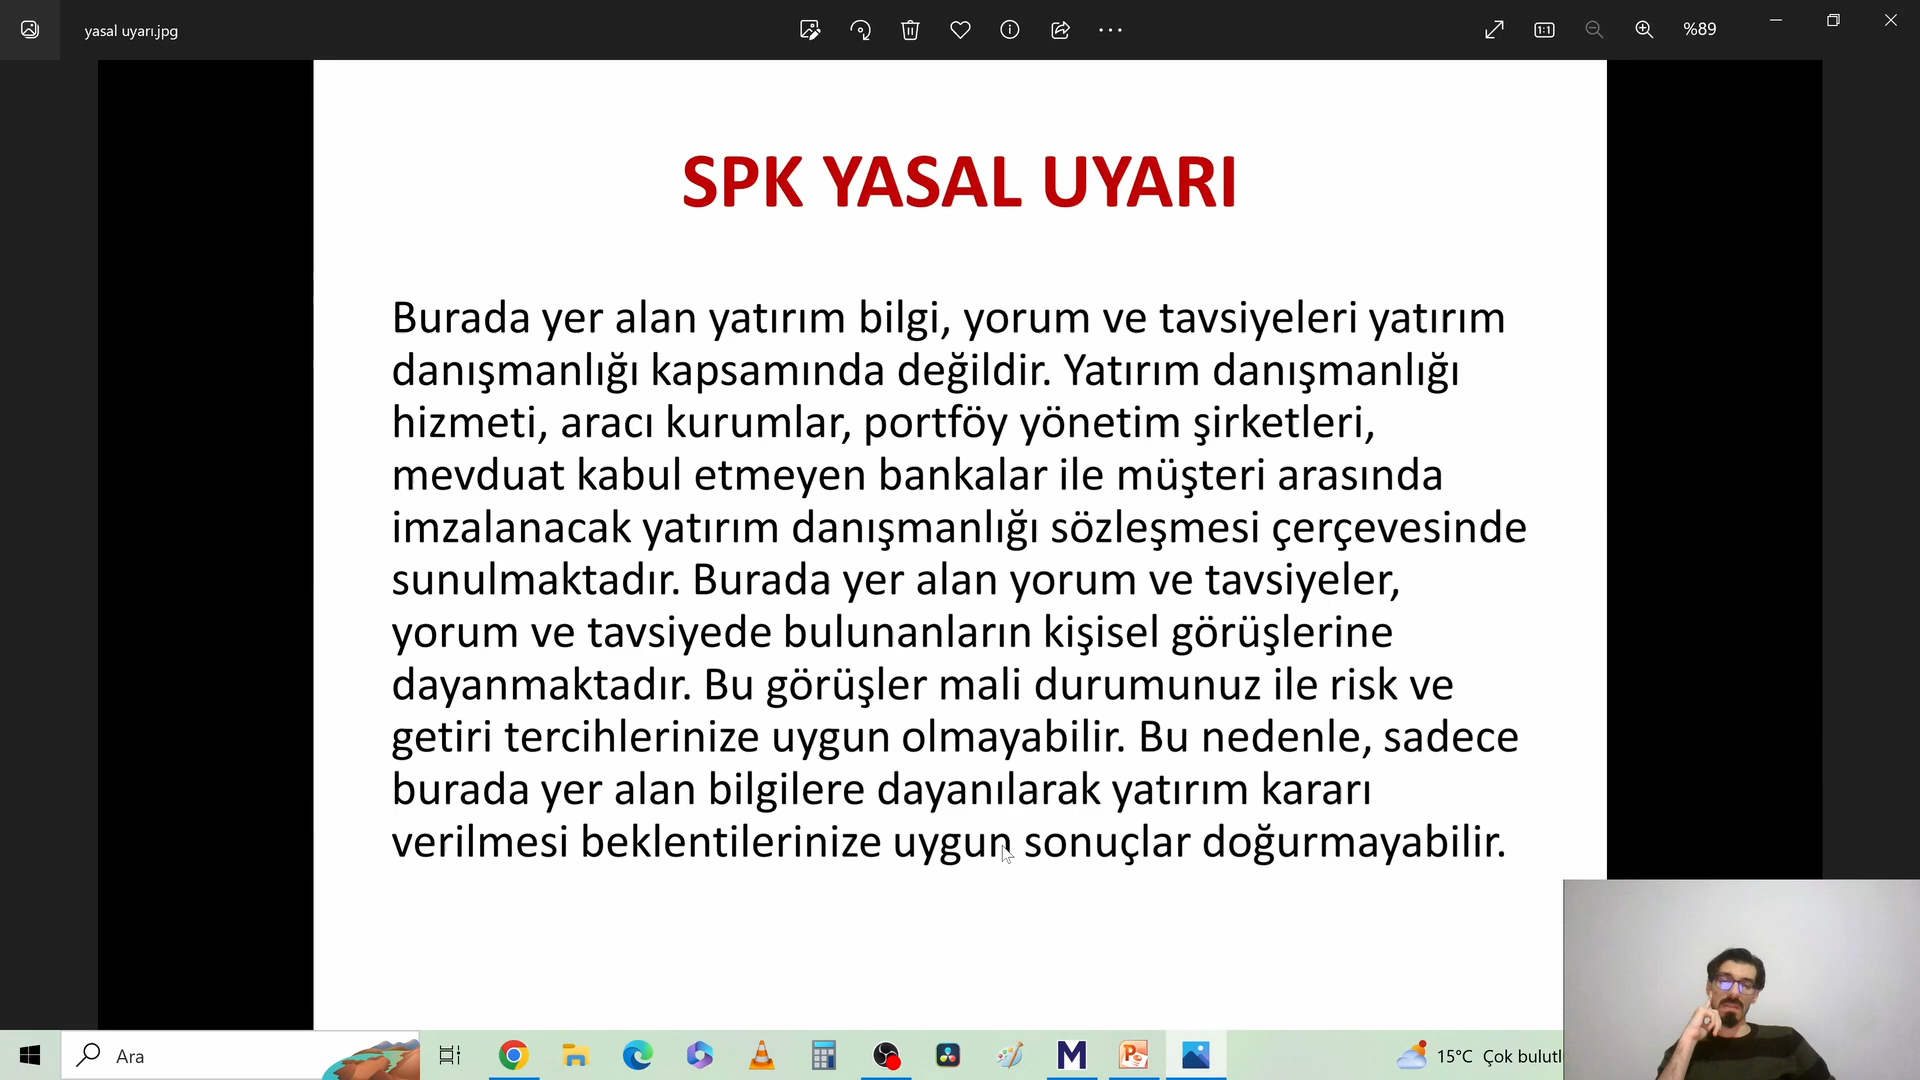 yasal uyarı.jpg
1:1
%89
SPK YASAL UYARI
Burada yer alan yatırım bilgi, yorum ve tavsiyeleri yatırım
danışmanlığı kapsamında değildir. Yatırım danışmanlığı
hizmeti, aracı kurumlar, portföy yönetim şirketleri,
mevduat kabul etmeyen bankalar ile müşteri arasında
imzalanacak yatırım danışmanlığı sözleşmesi çerçevesinde
sunulmaktadır. Burada yer alan yorum ve tavsiyeler,
yorum ve tavsiyede bulunanların kişisel görüşlerine
dayanmaktadır. Bu görüşler mali durumunuz ile risk ve
getiri tercihlerinize uygun olmayabilir. Bu nedenle, sadece
burada yer alan bilgilere dayanılarak yatırım kararı
verilmesi beklentilerinize uygun sonuçlar doğurmayabilir.
Ara
15°C Çok bulutl